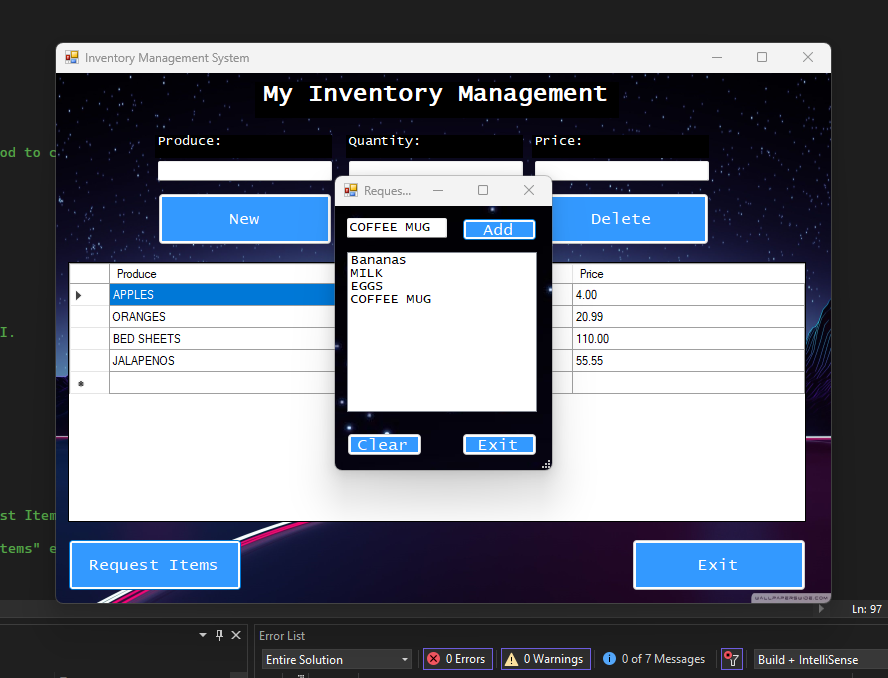 Inventory Management System
My Inventory Management
od to c
Produce: Quantity: Price:
Reques...
New Delete
COFFEE MUG Add
Bananas
MILK
EGGS
COFFEE MUG
Produce Price
APPLES 4.00
ORANGES 20.99
I.
BED SHEETS 110.00
JALAPENOS 55.55
*
Clear Exit
st Item
tems" e
Request Items Exit
WALLPAPERSWIDE.COM
Ln: 97
Error List
Entire Solution 0 Errors 0 Warnings 0 of 7 Messages Build + IntelliSense